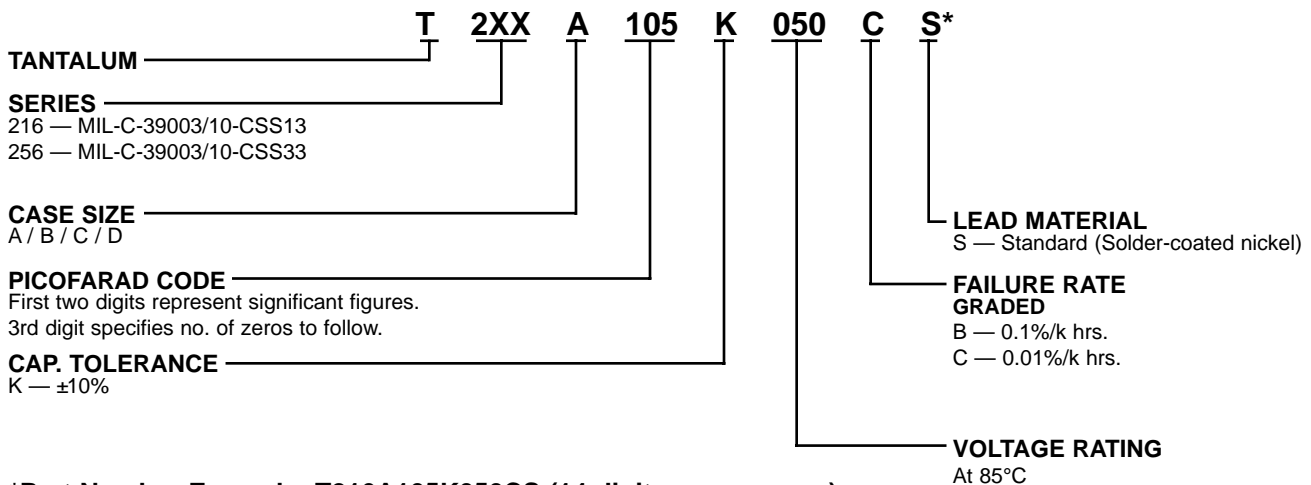 T 2XX A 105 K 050 C S*
TANTALUM
SERIES
216 — MIL-C-39003/10-CSS13
256 — MIL-C-39003/10-CSS33
CASE SIZE
A / B / C / D
PICOFARAD CODE
First two digits represent significant figures.
3rd digit specifies no. of zeros to follow.
CAP. TOLERANCE
K — ±10%
LEAD MATERIAL
S — Standard (Solder-coated nickel)
FAILURE RATE
GRADED
B — 0.1%/k hrs.
C — 0.01%/k hrs.
VOLTAGE RATING
At 85°C